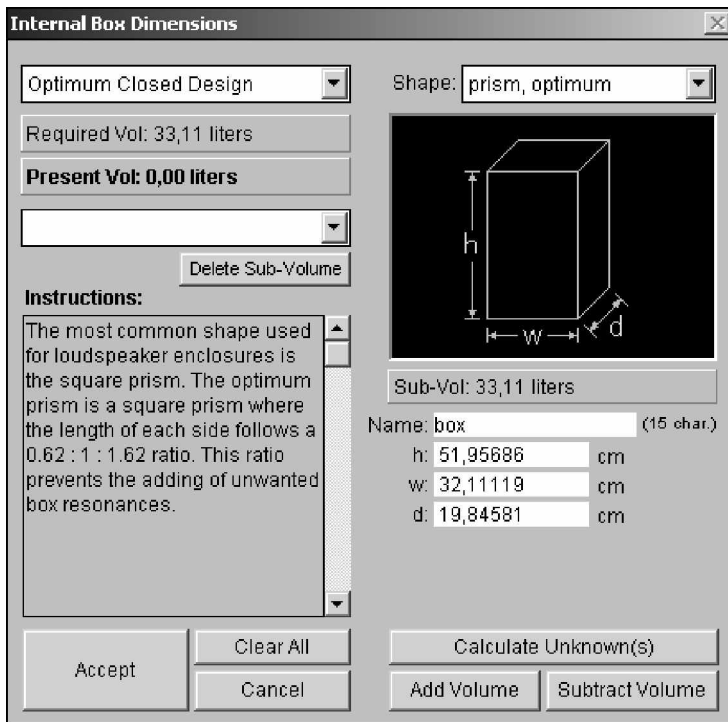 Internal Box Dimensions
Optimum Closed Design
Required Vol: 33,11 liters
Present Vol: 0,00 liters
Delete Sub-Volume
Instructions:
The most common shape used
for loudspeaker enclosures is
the square prism. The optimum
prism is a square prism where
the length of each side follows a
0.62 : 1 : 1.62 ratio. This ratio
prevents the adding of unwanted
box resonances.
Accept
Clear All
Cancel
Shape: prism, optimum
h
w
d
Sub-Vol: 33,11 liters
Name: box (15 char.)
h: 51,95686 cm
w: 32,11119 cm
d: 19,84581 cm
Calculate Unknown(s)
Add Volume
Subtract Volume